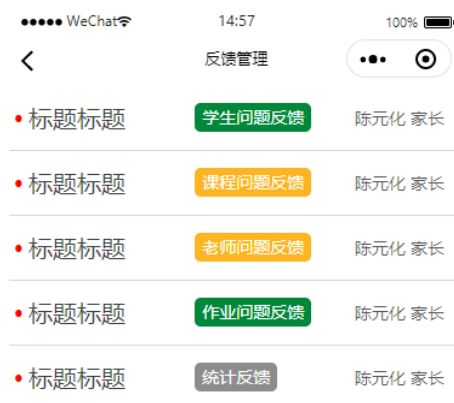 WeChat 14:57 100%
反馈管理
标题标题 学生问题反馈 陈元化 家长
标题标题 课程问题反馈 陈元化 家长
标题标题 老师问题反馈 陈元化 家长
标题标题 作业问题反馈 陈元化 家长
标题标题 统计反馈 陈元化 家长